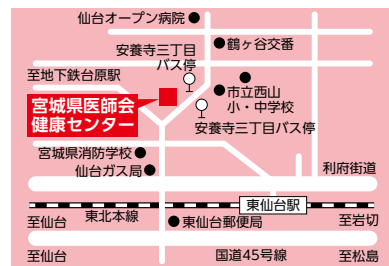 仙台オープン病院
鶴ヶ谷交番
安養寺三丁目
バス停
至地下鉄台原駅
市立西山
小・中学校
宮城県医師会
健康センター
安養寺三丁目バス停
宮城県消防学校
仙台ガス局
利府街道
東仙台駅
至仙台
東北本線
東仙台郵便局
至岩切
至仙台
国道45号線
至松島